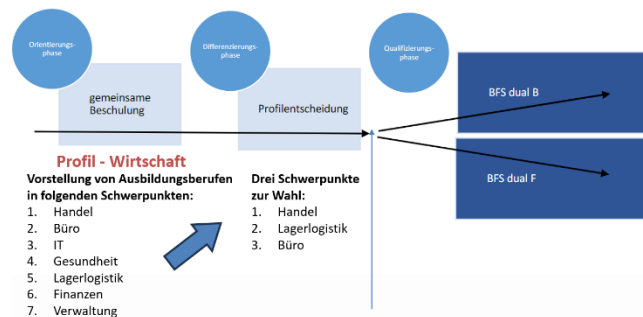 Orientierungs-
phase
gemeinsame
Beschulung
Differenzierungs-
phase
Profilentscheidung
Qualifizierungs-
phase
BFS dual B
BFS dual F
Profil - Wirtschaft
Vorstellung von Ausbildungsberufen
in folgenden Schwerpunkten:
1. Handel
2. Büro
3. IT
4. Gesundheit
5. Lagerlogistik
6. Finanzen
7. Verwaltung
Drei Schwerpunkte
zur Wahl:
1. Handel
2. Lagerlogistik
3. Büro